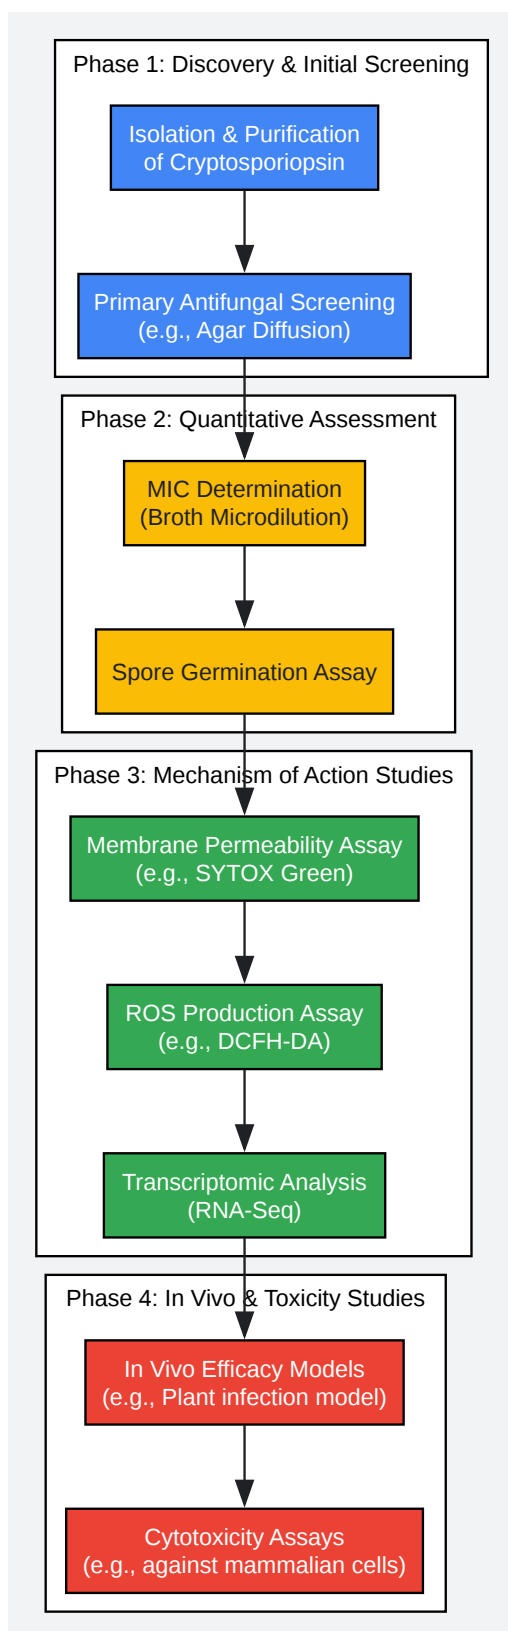 Phase 1: Discovery & Initial Screening
Isolation & Purification
of Cryptosporiopsin
Primary Antifungal Screening
(e.g., Agar Diffusion)
Phase 2: Quantitative Assessment
MIC Determination
(Broth Microdilution)
Spore Germination Assay
Phase 3: Mechanism of Action Studies
Membrane Permeability Assay
(e.g., SYTOX Green)
ROS Production Assay
(e.g., DCFH-DA)
Transcriptomic Analysis
(RNA-Seq)
Phase 4: In Vivo & Toxicity Studies
In Vivo Efficacy Models
(e.g., Plant infection model)
Cytotoxicity Assays
(e.g., against mammalian cells)